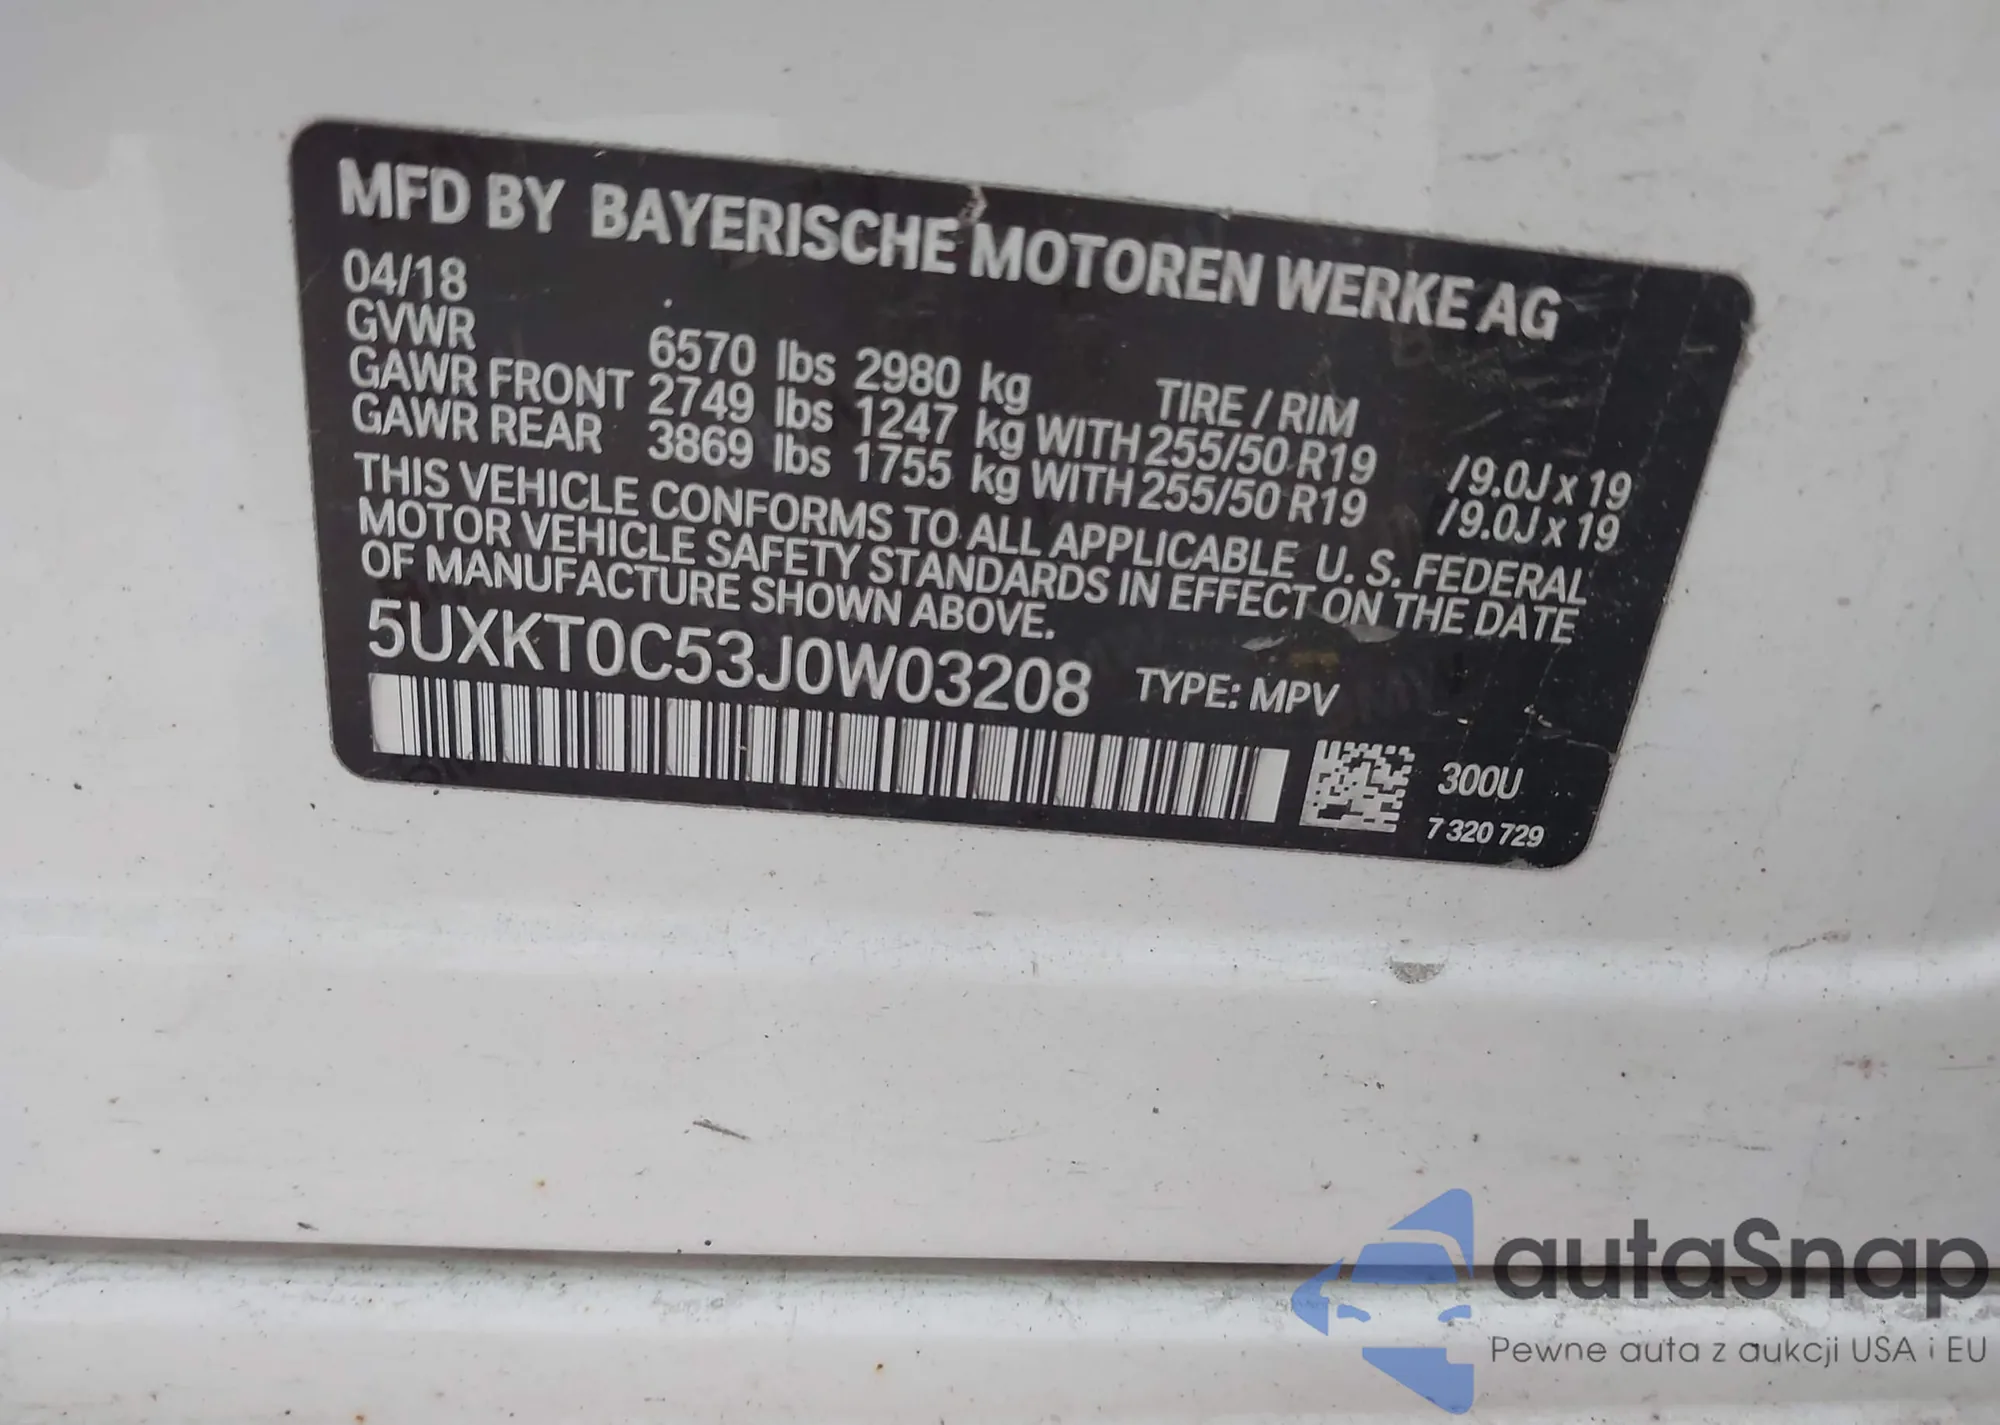 MFD BY BAYERISCHE MOTOREN WERKE AG
04/18
GVWR 6570 lbs 2980 kg TIRE / RIM
GAWR FRONT 2749 lbs 1247 kg WITH 255/50 R19 /9.0J x 19
GAWR REAR 3869 lbs 1755 kg WITH 255/50 R19 /9.0J x 19
THIS VEHICLE CONFORMS TO ALL APPLICABLE U. S. FEDERAL
MOTOR VEHICLE SAFETY STANDARDS IN EFFECT ON THE DATE
OF MANUFACTURE SHOWN ABOVE.
5UXKT0C53J0W03208 TYPE: MPV
300U
7 320 729
autaSnap
Pewne auta z aukcji USA i EU